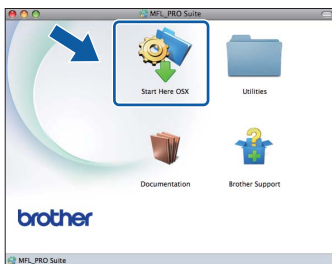 MFL_PRO Suite
Start Here OSX
Utilities
Documentation
Brother Support
brother
MFL_PRO Suite